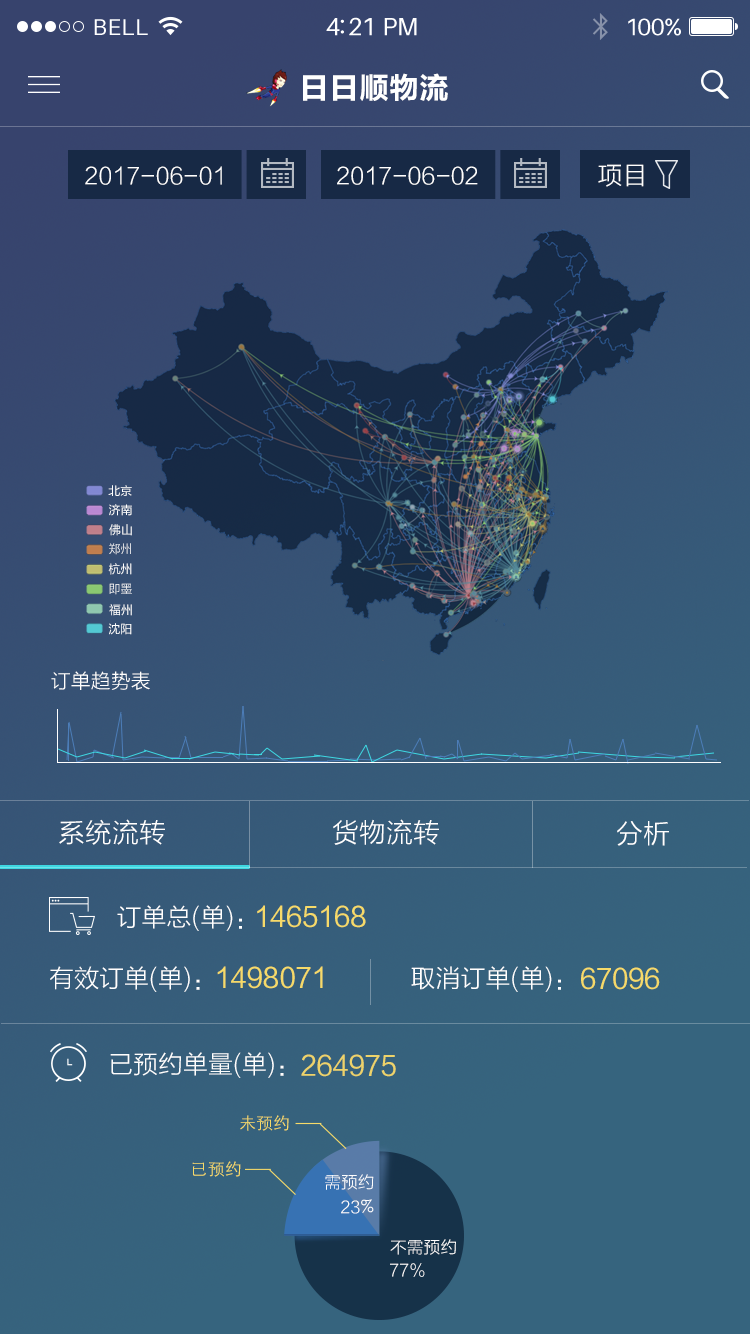 BELL 4:21 PM 100%
日日顺物流
2017-06-01 2017-06-02 项目
北京
济南
佛山
郑州
杭州
即墨
福州
沈阳
订单趋势表
系统流转 货物流转 分析
订单总(单): 1465168
有效订单(单): 1498071 取消订单(单): 67096
已预约单量(单): 264975
未预约
已预约
需预约
23%
不需预约
77%